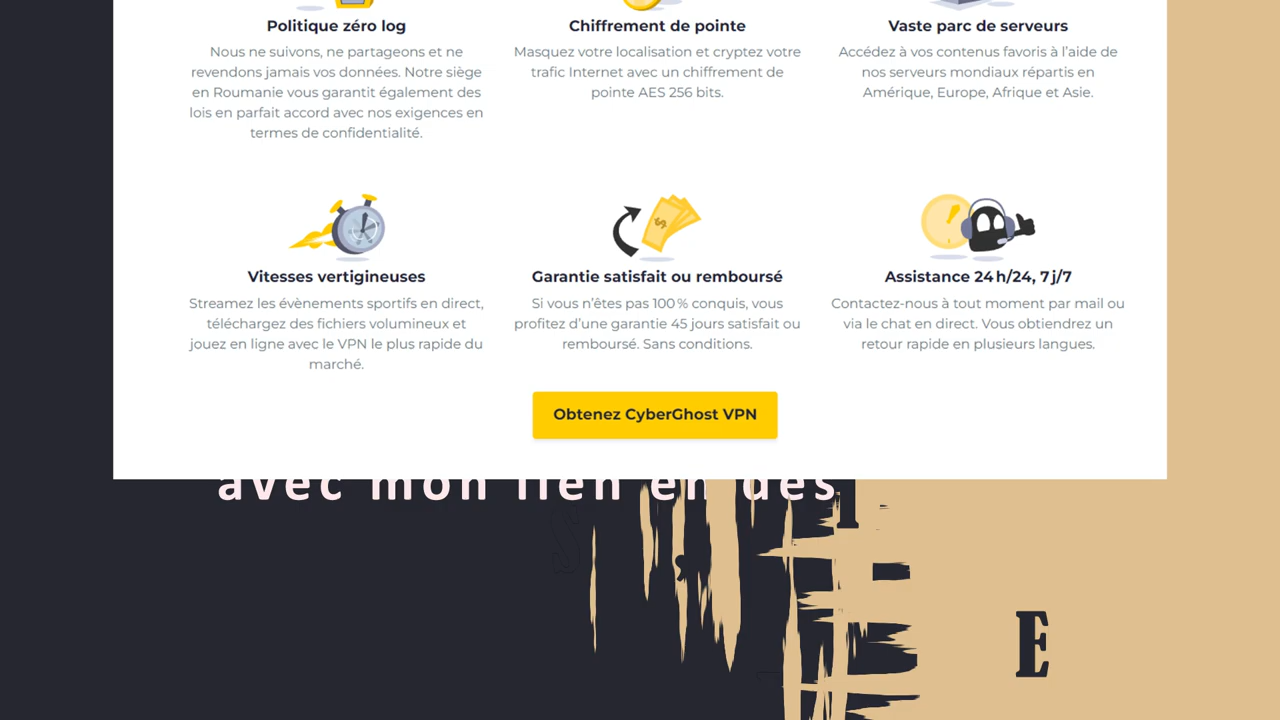 Politique zéro log
Nous ne suivons, ne partageons et ne
revendons jamais vos données. Notre siège
en Roumanie vous garantit également des
lois en parfait accord avec nos exigences en
termes de confidentialité.
Chiffrement de pointe
Masquez votre localisation et cryptez votre
trafic Internet avec un chiffrement de
pointe AES 256 bits.
Vaste parc de serveurs
Accédez à vos contenus favoris à l’aide de
nos serveurs mondiaux répartis en
Amérique, Europe, Afrique et Asie.
Vitesses vertigineuses
Streamez les évènements sportifs en direct,
téléchargez des fichiers volumineux et
jouez en ligne avec le VPN le plus rapide du
marché.
Garantie satisfait ou remboursé
Si vous n’êtes pas 100 % conquis, vous
profitez d’une garantie 45 jours satisfait ou
remboursé. Sans conditions.
Assistance 24 h/24, 7 j/7
Contactez-nous à tout moment par mail ou
via le chat en direct. Vous obtiendrez un
retour rapide en plusieurs langues.
Obtenez CyberGhost VPN
avec mon lien en des
E